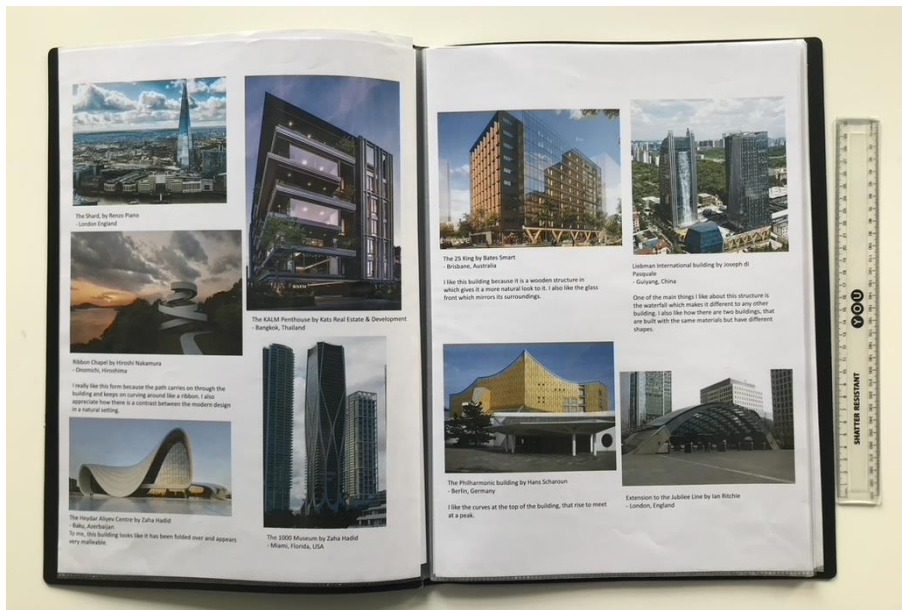 The Shard, by Renzo Piano
- London England
Ribbon Chapel by Hiroshi Nakamura
- Onomichi, Hiroshima
I really like this form because the path carries on through the
building and keeps on curving around like a ribbon. I also
appreciate how there is a contrast between the modern design
in a natural setting.
The Heydar Aliyev Centre by Zaha Hadid
- Baku, Azerbaijan
To me, this building looks like it has been folded over and appears
very malleable.
The KALM Penthouse by Kats Real Estate & Development
- Bangkok, Thailand
The 1000 Museum by Zaha Hadid
- Miami, Florida, USA
The 25 King by Bates Smart
- Brisbane, Australia
I like this building because it is a wooden structure in
which gives it a more natural look to it. I also like the glass
front which mirrors its surroundings.
Liebman International building by Joseph di
Pasquale
- Guiyang, China
One of the main things I like about this structure is
the waterfall which makes it different to any other
building. I also like how there are two buildings, that
are built with the same materials but have different
shapes.
The Philharmonic building by Hans Scharoun
- Berlin, Germany
I like the curves at the top of the building, that rise to meet
at a peak.
Extension to the Jubilee Line by Ian Ritchie
- London, England
SHATTER RESISTANT
YOU